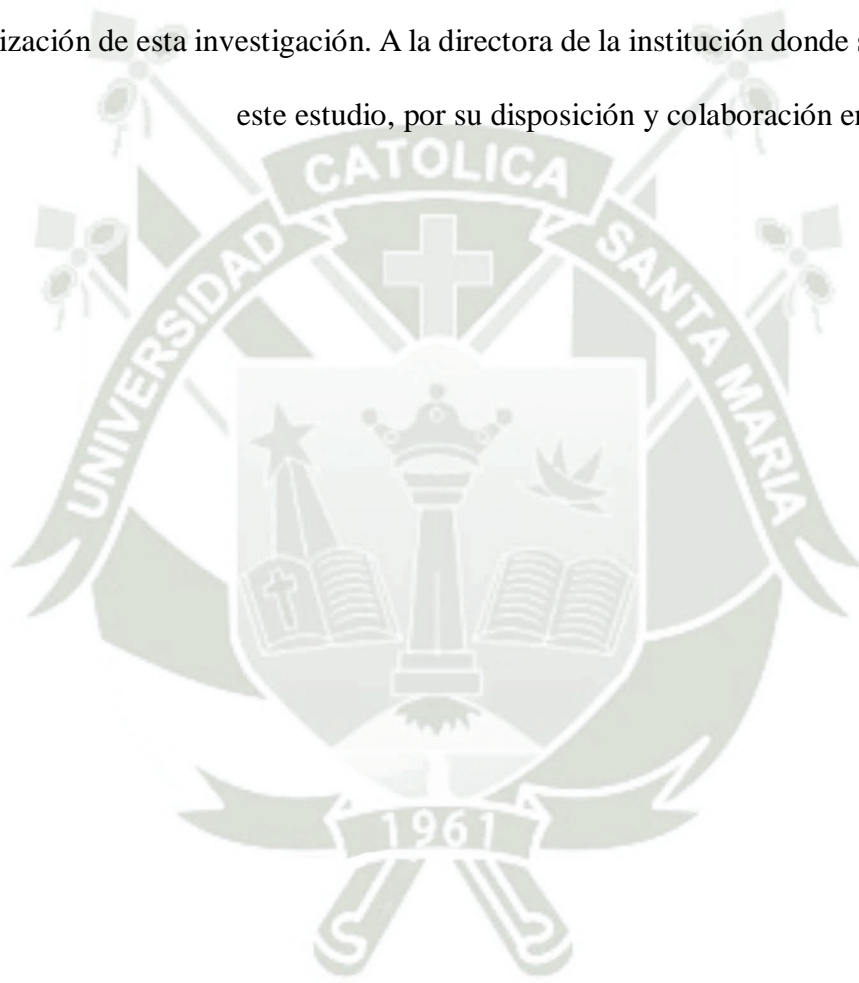 ización de esta investigación. A la directora de la institución donde
este estudio, por su disposición y colaboración
CATOLICA
UNIVERSIDAD
SANTA MARIA
1961